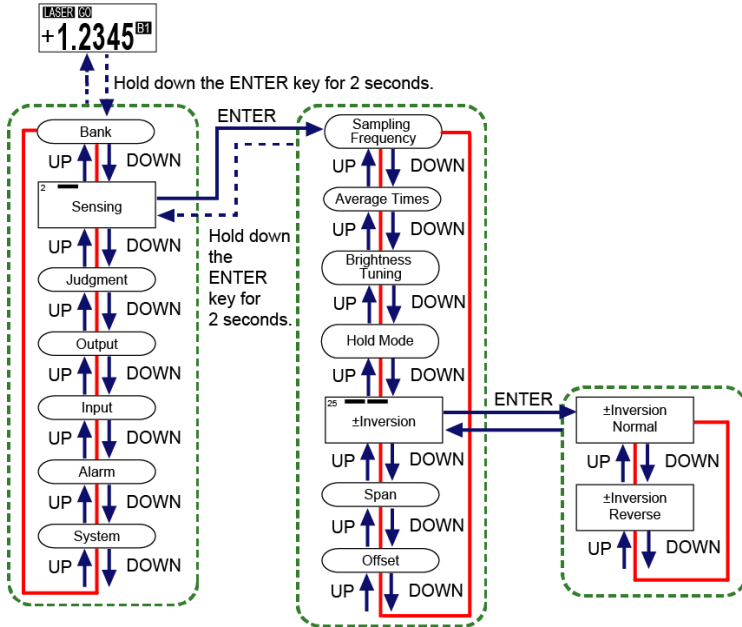 LASER GO
+1.2345 B1
Hold down the ENTER key for 2 seconds.
Bank
UP DOWN
2
Sensing
UP DOWN
Judgment
UP DOWN
Output
UP DOWN
Input
UP DOWN
Alarm
UP DOWN
System
UP DOWN
ENTER
Hold down
the
ENTER
key for
2 seconds.
Sampling
Frequency
UP DOWN
Average Times
UP DOWN
Brightness
Tuning
UP DOWN
Hold Mode
UP DOWN
25
±Inversion
UP DOWN
Span
UP DOWN
Offset
UP DOWN
ENTER
±Inversion
Normal
UP DOWN
±Inversion
Reverse
UP DOWN